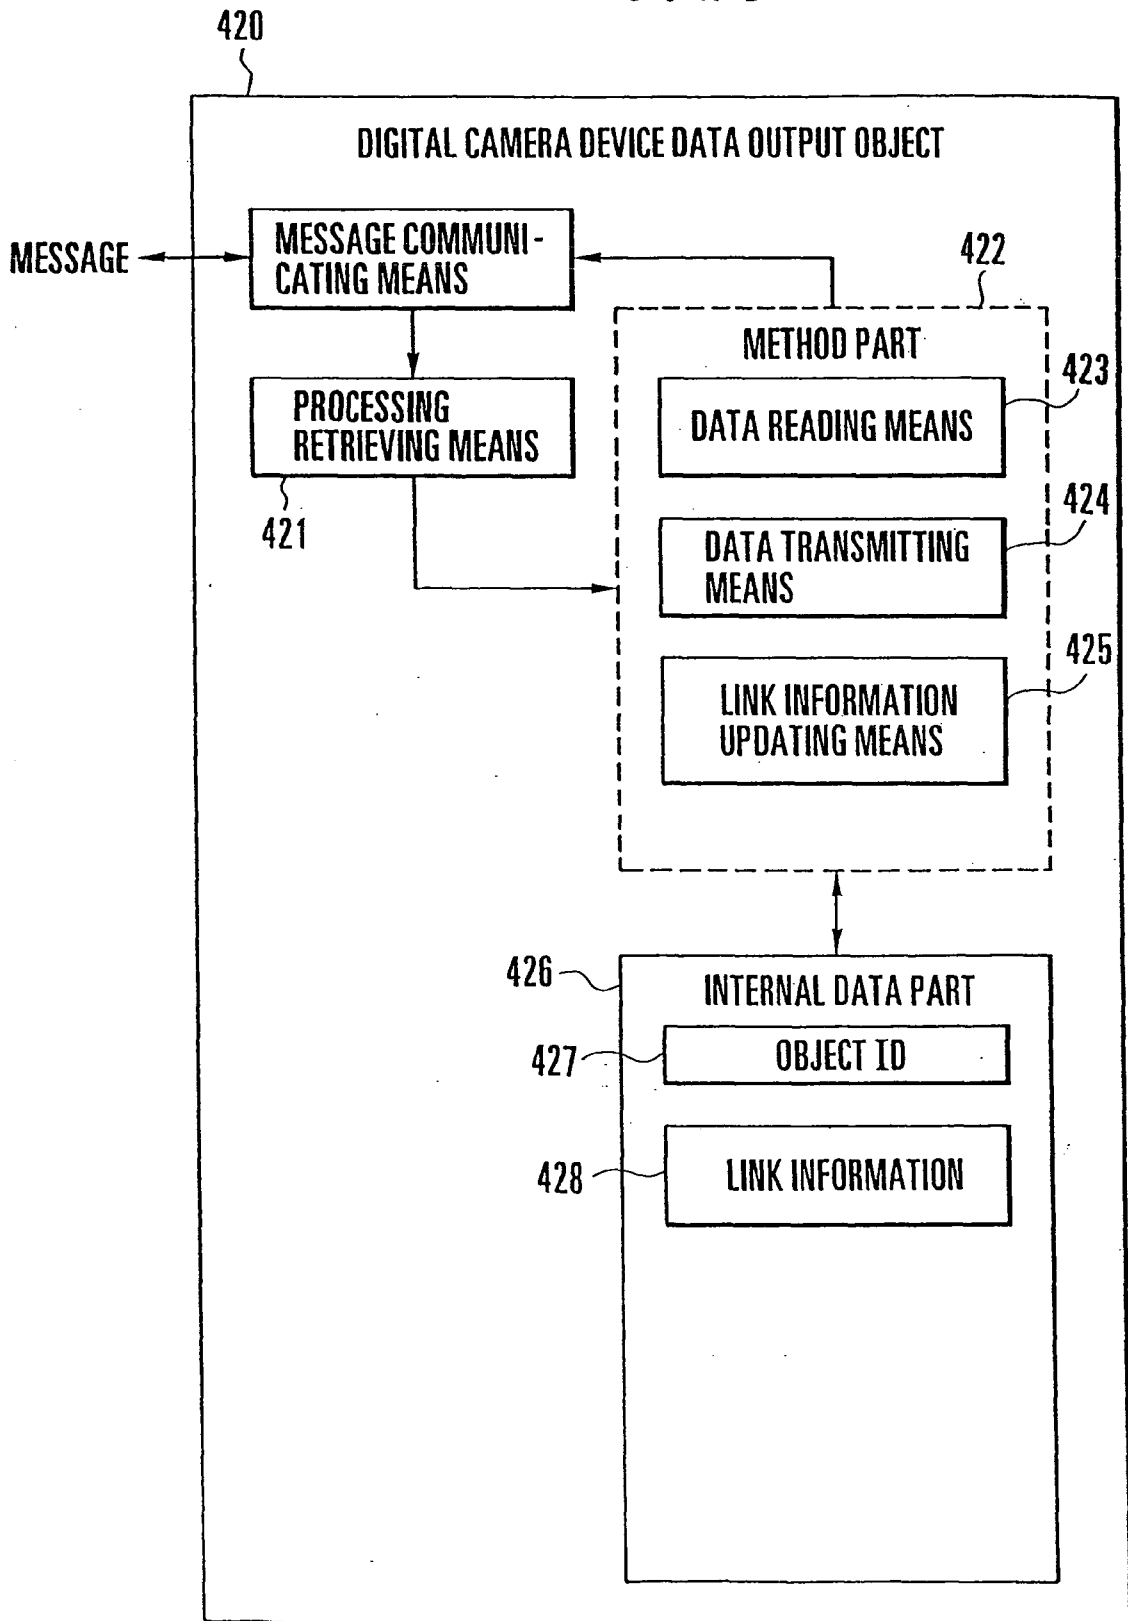 420
DIGITAL CAMERA DEVICE DATA OUTPUT OBJECT
MESSAGE
MESSAGE COMMUNI-
CATING MEANS
422
METHOD PART
PROCESSING
RETRIEVING MEANS
421
423
DATA READING MEANS
424
DATA TRANSMITTING
MEANS
425
LINK INFORMATION
UPDATING MEANS
426
INTERNAL DATA PART
427
OBJECT ID
428
LINK INFORMATION